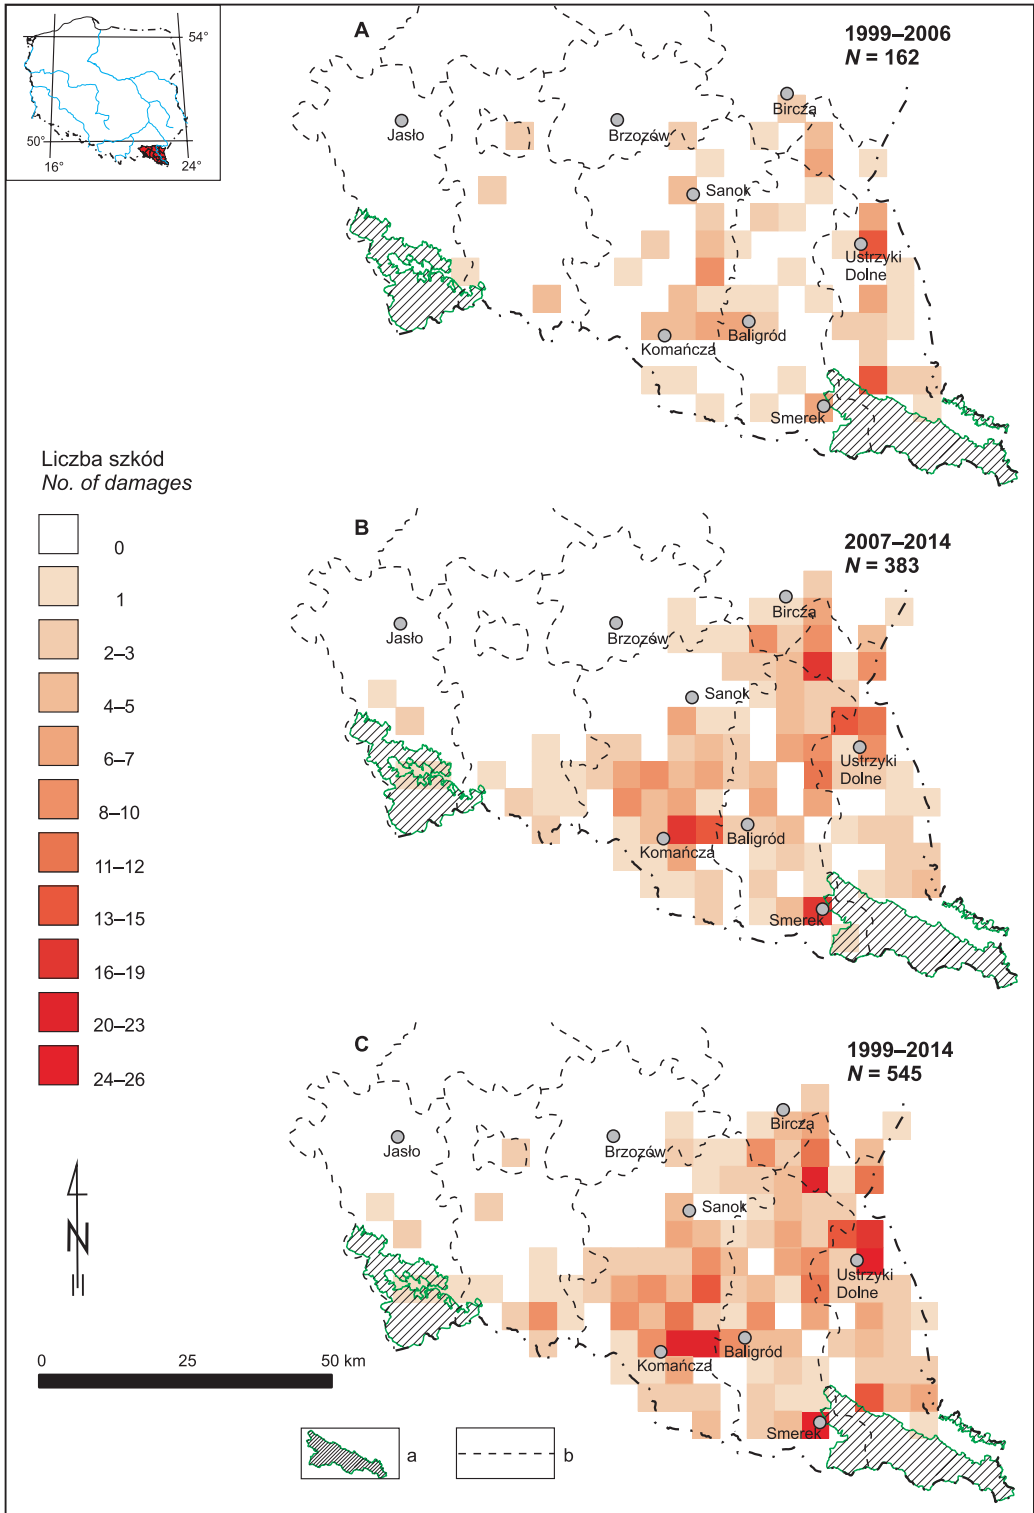 54°
50°
16°
24°
A
1999–2006
N = 162
Bircza
Jasło
Brzozów
Sanok
Ustrzyki
Dolne
Komańcza
Baligród
Smerek
Liczba szkód
No. of damages
0
1
2–3
4–5
6–7
8–10
11–12
13–15
16–19
20–23
24–26
B
2007–2014
N = 383
Bircza
Jasło
Brzozów
Sanok
Ustrzyki
Dolne
Komańcza
Baligród
Smerek
C
1999–2014
N = 545
Bircza
Jasło
Brzozów
Sanok
Ustrzyki
Dolne
Komańcza
Baligród
Smerek
N
0 25 50 km
a
b